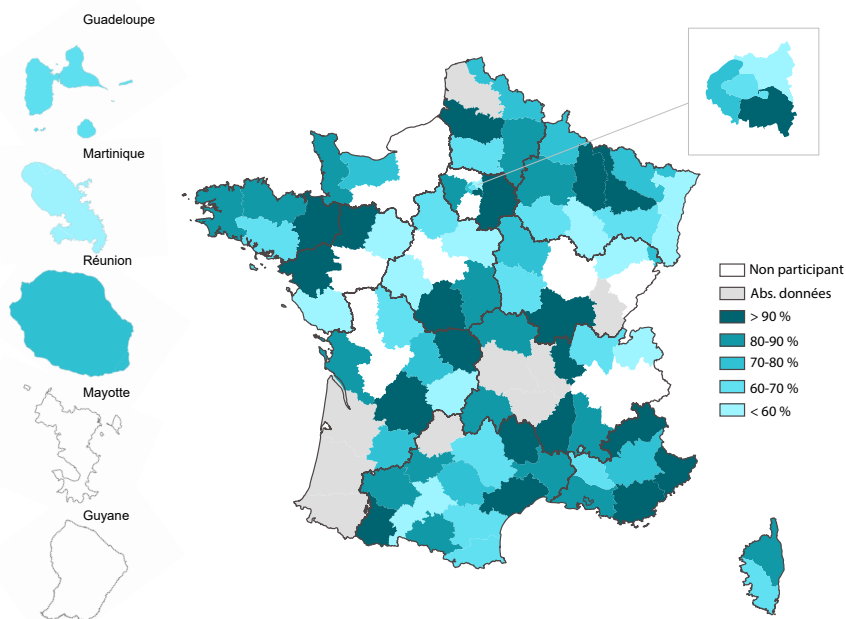 Guadeloupe
Martinique
Réunion
Mayotte
Guyane
Non participant
Abs. données
> 90 %
80-90 %
70-80 %
60-70 %
< 60 %